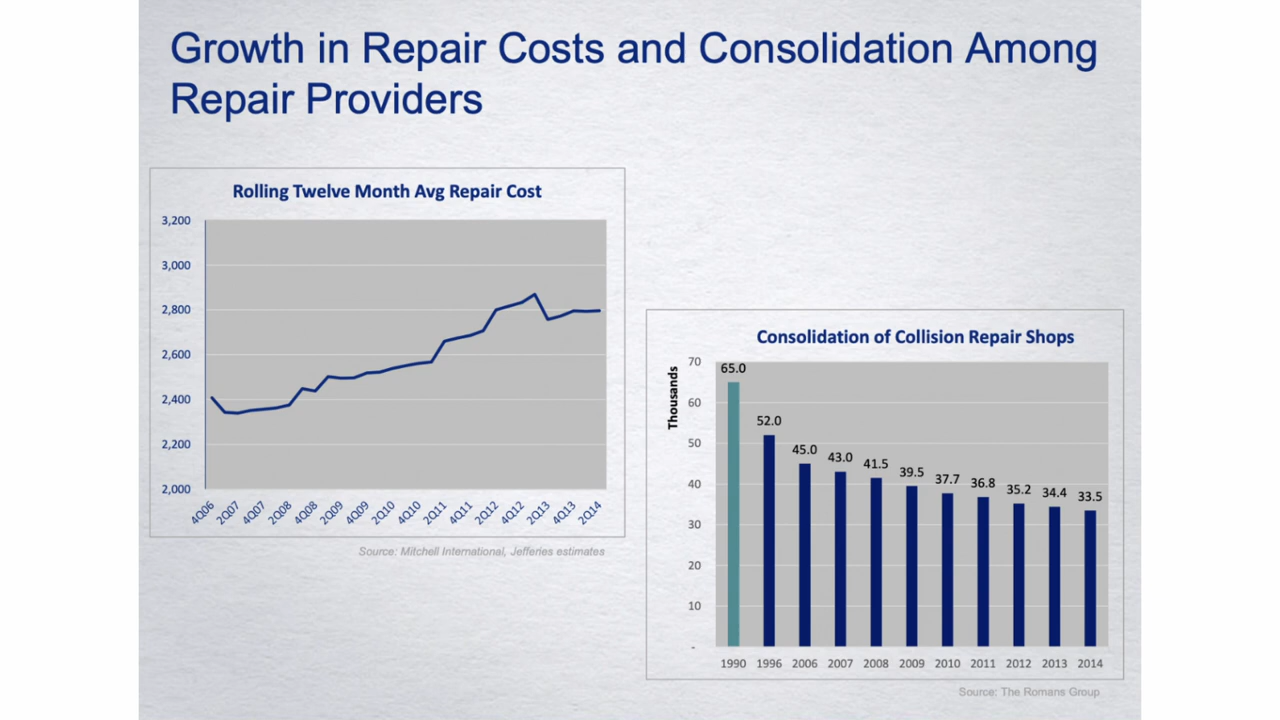 Growth in Repair Costs and Consolidation Among
Repair Providers
Rolling Twelve Month Avg Repair Cost
3,200
3,000
2,800
2,600
2,400
2,200
2,000
4Q06 2Q07 4Q07 2Q08 4Q08 2Q09 4Q09 2Q10 4Q10 2Q11 4Q11 2Q12 4Q12 2Q13 4Q13 2Q14
Source: Mitchell International, Jefferies estimates
Consolidation of Collision Repair Shops
Thousands
70
60
50
40
30
20
10
-
65.0
52.0
45.0
43.0
41.5
39.5
37.7
36.8
35.2
34.4
33.5
1990 1996 2006 2007 2008 2009 2010 2011 2012 2013 2014
Source: The Romans Group